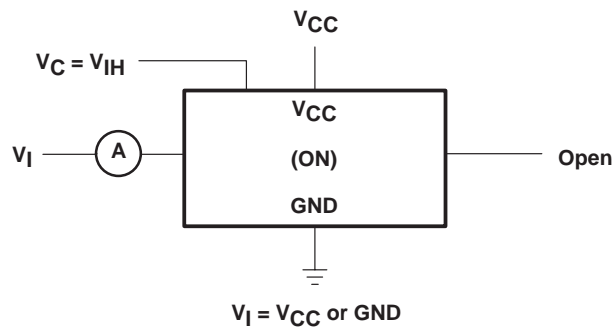 VCC
VC = VIH
VCC
VI
A
(ON)
Open
GND
VI = VCC or GND